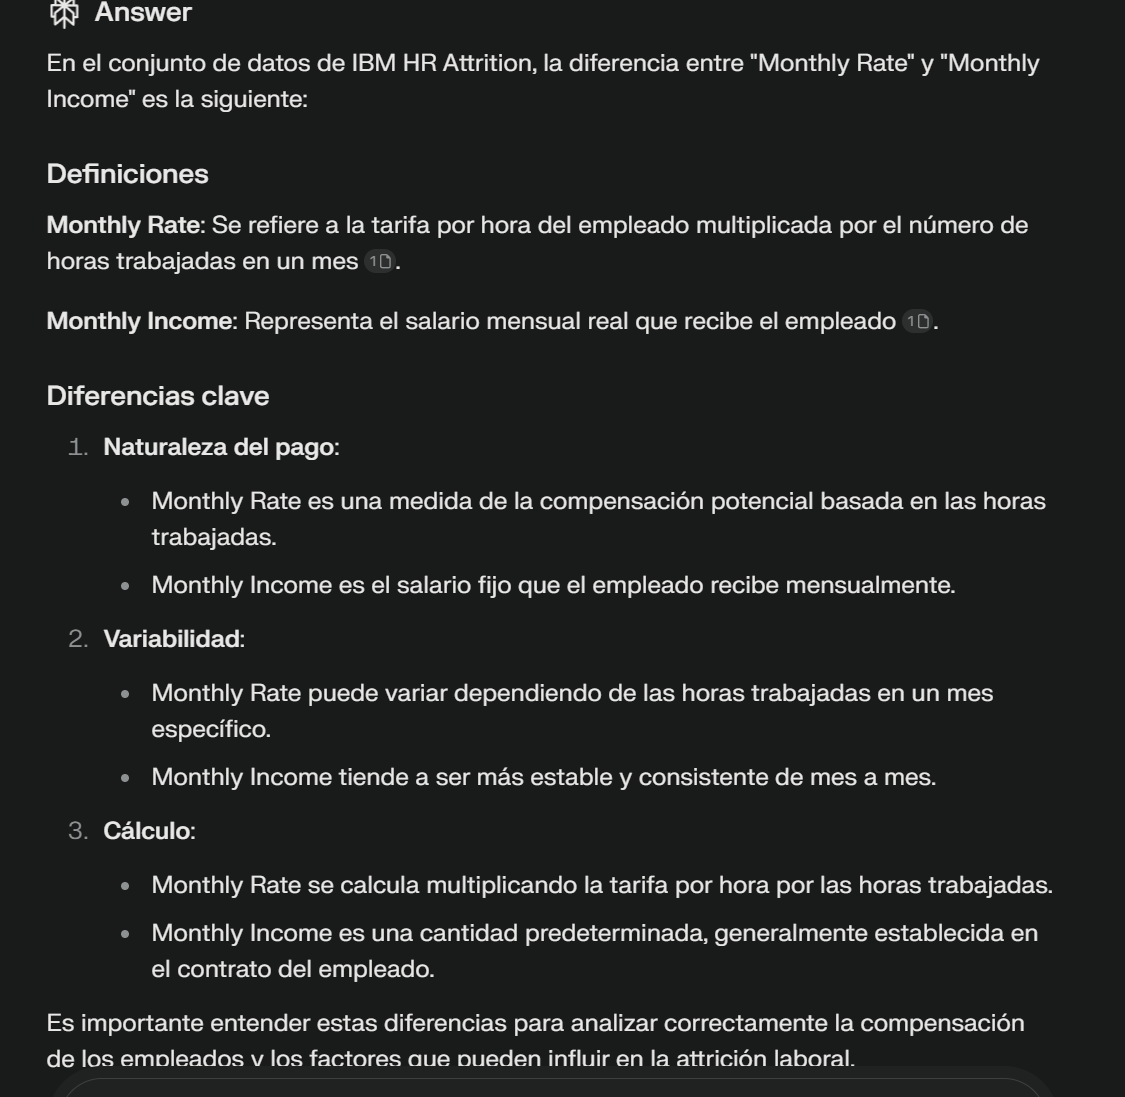 Answer
En el conjunto de datos de IBM HR Attrition, la diferencia entre "Monthly Rate" y "Monthly
Income" es la siguiente:
Definiciones
Monthly Rate: Se refiere a la tarifa por hora del empleado multiplicada por el número de
horas trabajadas en un mes 1.
Monthly Income: Representa el salario mensual real que recibe el empleado 1.
Diferencias clave
1. Naturaleza del pago:
• Monthly Rate es una medida de la compensación potencial basada en las horas
trabajadas.
• Monthly Income es el salario fijo que el empleado recibe mensualmente.
2. Variabilidad:
• Monthly Rate puede variar dependiendo de las horas trabajadas en un mes
específico.
• Monthly Income tiende a ser más estable y consistente de mes a mes.
3. Cálculo:
• Monthly Rate se calcula multiplicando la tarifa por hora por las horas trabajadas.
• Monthly Income es una cantidad predeterminada, generalmente establecida en
el contrato del empleado.
Es importante entender estas diferencias para analizar correctamente la compensación
de los empleados y los factores que pueden influir en la attrición laboral.